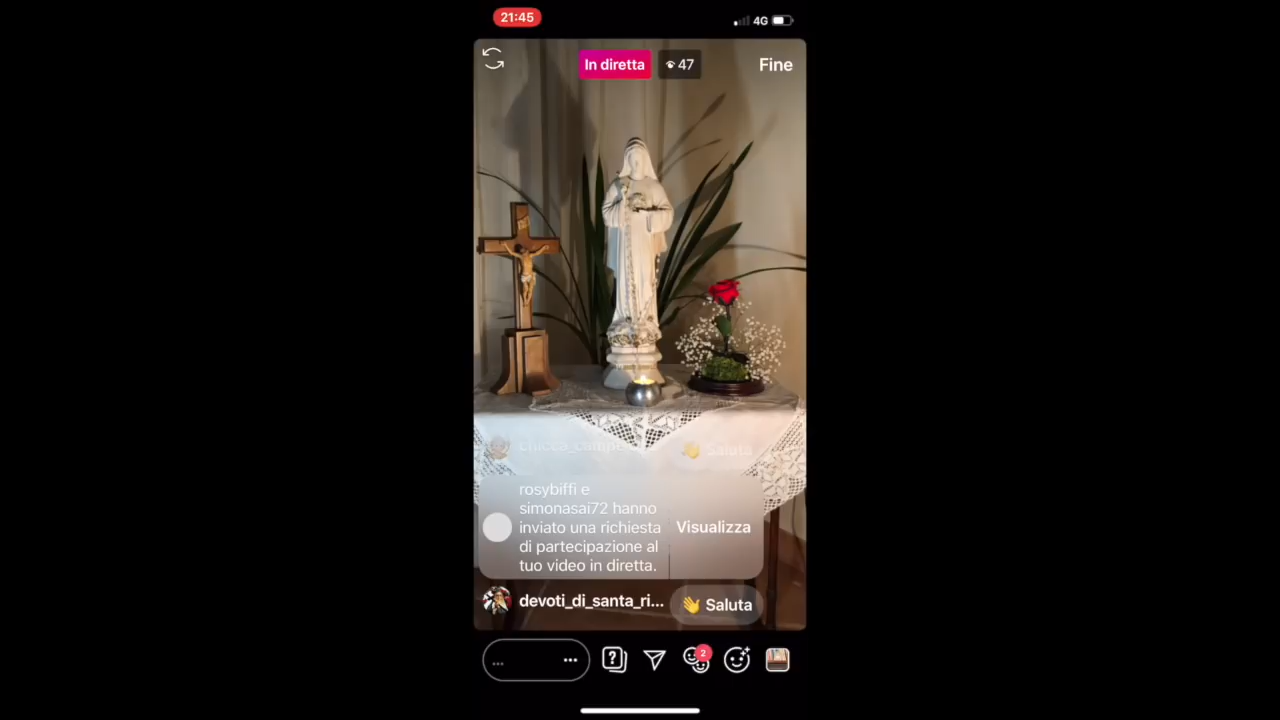 21:45
4G
In diretta
47
Fine
Saluta
rosybiffi e
simonasai72 hanno
inviato una richiesta
di partecipazione al
tuo video in diretta.
Visualizza
devoti_di_santa_ri...
Saluta
...
2